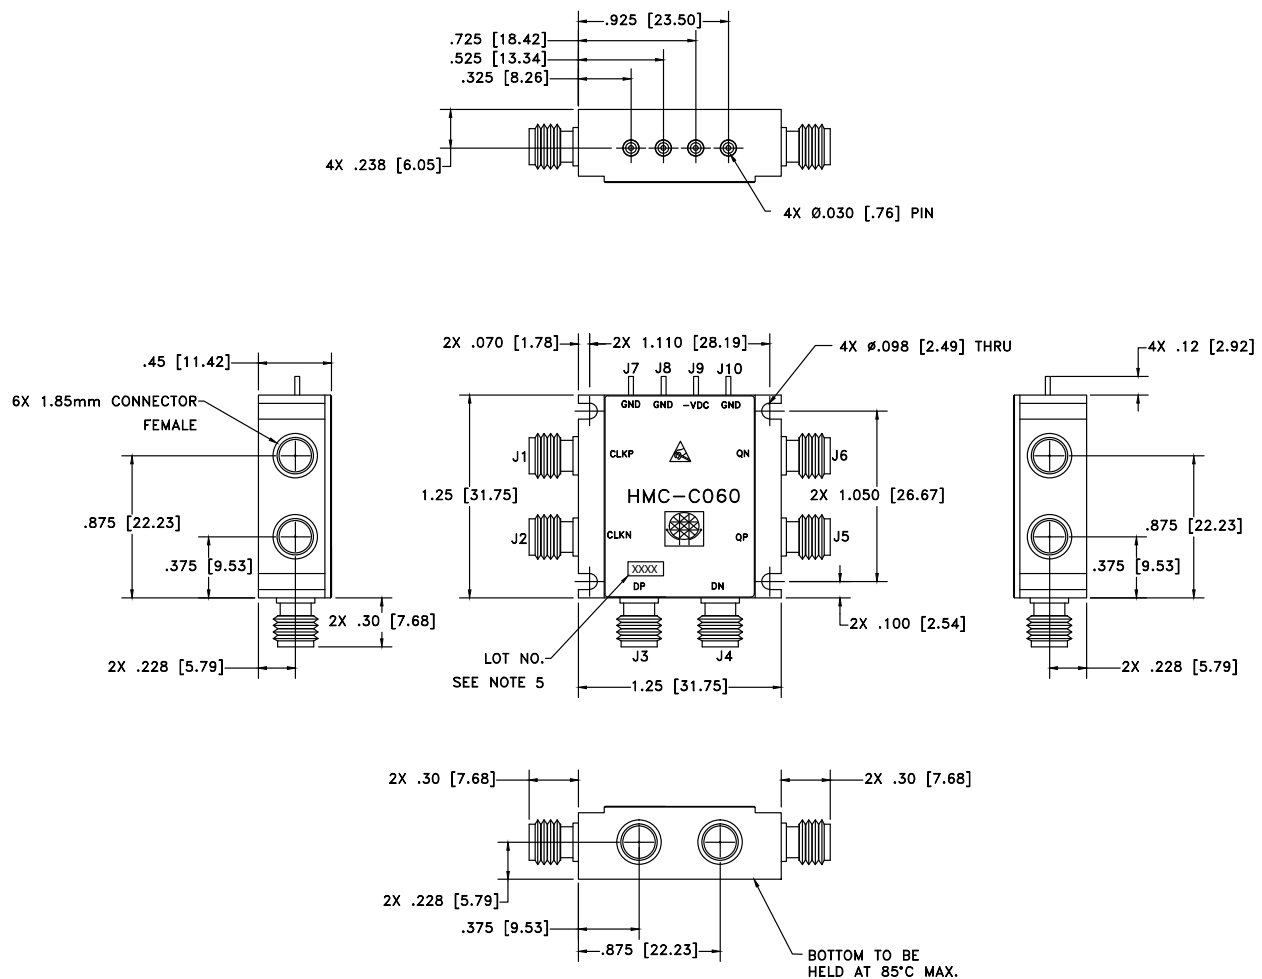 .925 [23.50]
.725 [18.42]
.525 [13.34]
.325 [8.26]
4X .238 [6.05]
4X Ø.030 [.76] PIN
.45 [11.42]
6X 1.85mm CONNECTOR
FEMALE
.875 [22.23]
.375 [9.53]
2X .30 [7.68]
2X .228 [5.79]
2X .070 [1.78]
2X 1.110 [28.19]
4X Ø.098 [2.49] THRU
J7 J8 J9 J10
GND GND -VDC GND
J1 CLKP QN J6
HMC-C060
1.25 [31.75]
2X 1.050 [26.67]
J2 CLKN QP J5
XXXX
DP DN
2X .100 [2.54]
J3 J4
LOT NO.
SEE NOTE 5
1.25 [31.75]
4X .12 [2.92]
.875 [22.23]
.375 [9.53]
2X .228 [5.79]
2X .30 [7.68]
2X .30 [7.68]
2X .228 [5.79]
.375 [9.53]
.875 [22.23]
BOTTOM TO BE
HELD AT 85°C MAX.